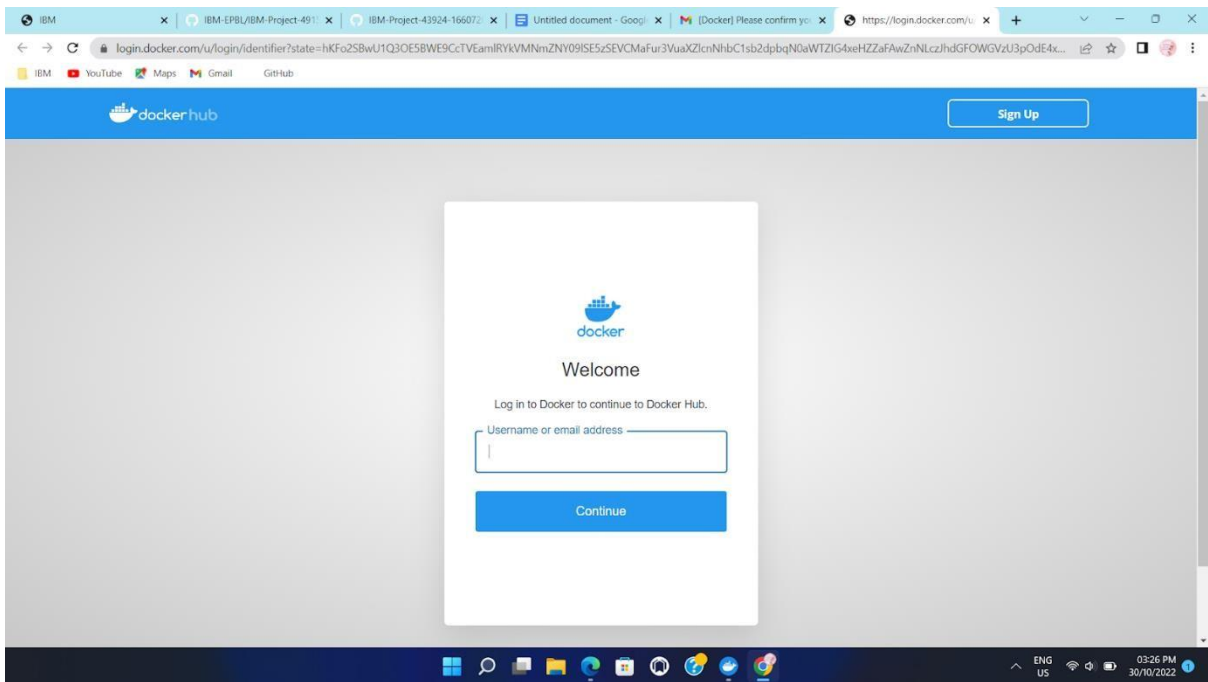 IBM
IBM-EPBL/IBM-Project-491
IBM-Project-43924-166072
Untitled document - Googl
[Docker] Please confirm yo
https://login.docker.com/u
IBM
YouTube
Maps
Gmail
GitHub
dockerhub
Sign Up
docker
Welcome
Log in to Docker to continue to Docker Hub.
Username or email address
Continue
ENG
US
03:26 PM
30/10/2022
1